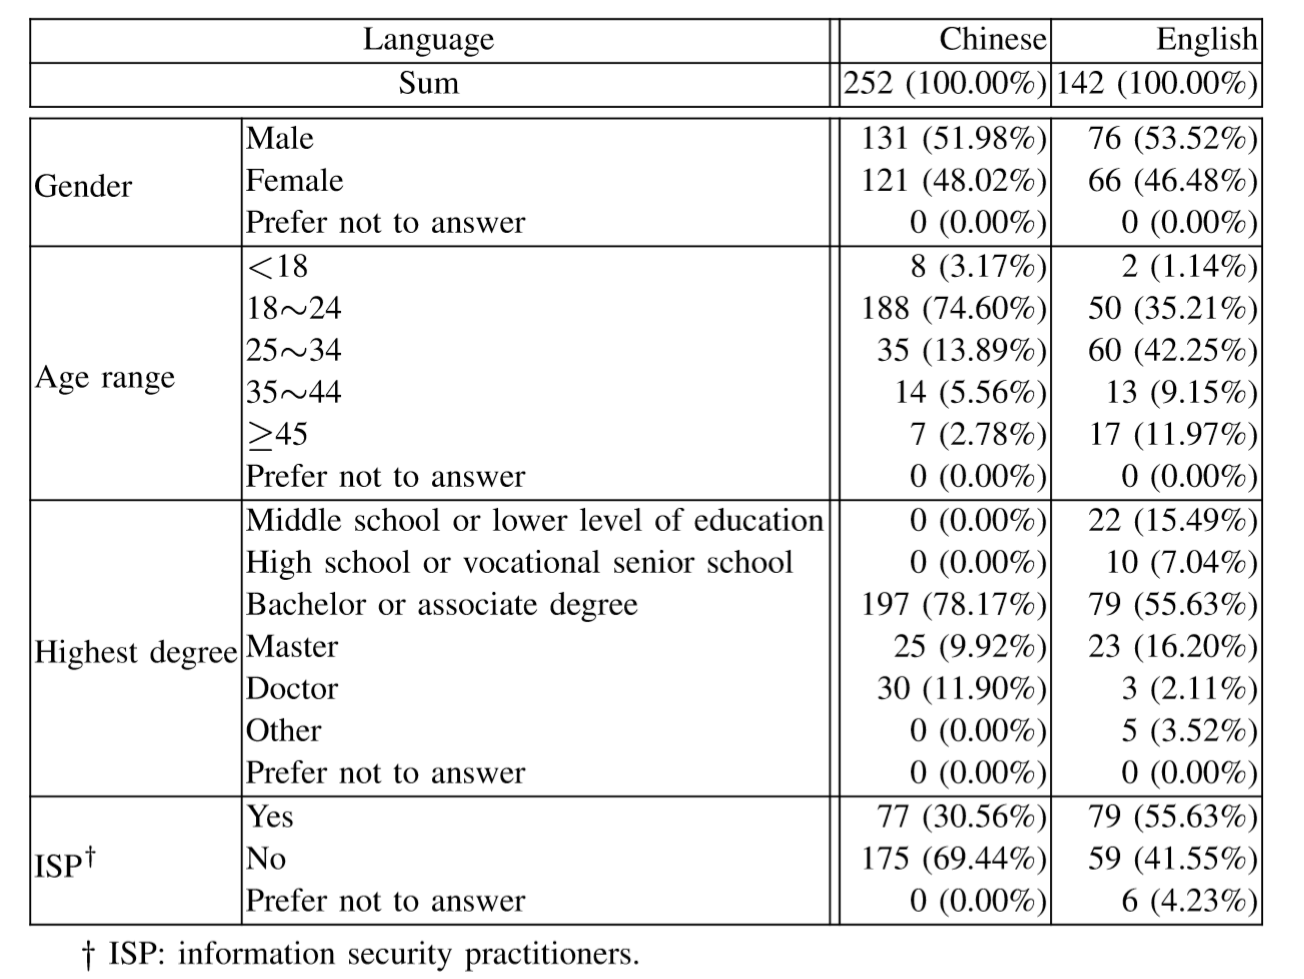 Language Chinese English
Sum 252 (100.00%) 142 (100.00%)
Gender Male 131 (51.98%) 76 (53.52%)
Female 121 (48.02%) 66 (46.48%)
Prefer not to answer 0 (0.00%) 0 (0.00%)
Age range <18 8 (3.17%) 2 (1.14%)
18∼24 188 (74.60%) 50 (35.21%)
25∼34 35 (13.89%) 60 (42.25%)
35∼44 14 (5.56%) 13 (9.15%)
≥45 7 (2.78%) 17 (11.97%)
Prefer not to answer 0 (0.00%) 0 (0.00%)
Highest degree Middle school or lower level of education 0 (0.00%) 22 (15.49%)
High school or vocational senior school 0 (0.00%) 10 (7.04%)
Bachelor or associate degree 197 (78.17%) 79 (55.63%)
Master 25 (9.92%) 23 (16.20%)
Doctor 30 (11.90%) 3 (2.11%)
Other 0 (0.00%) 5 (3.52%)
Prefer not to answer 0 (0.00%) 0 (0.00%)
ISP† Yes 77 (30.56%) 79 (55.63%)
No 175 (69.44%) 59 (41.55%)
Prefer not to answer 0 (0.00%) 6 (4.23%)
† ISP: information security practitioners.